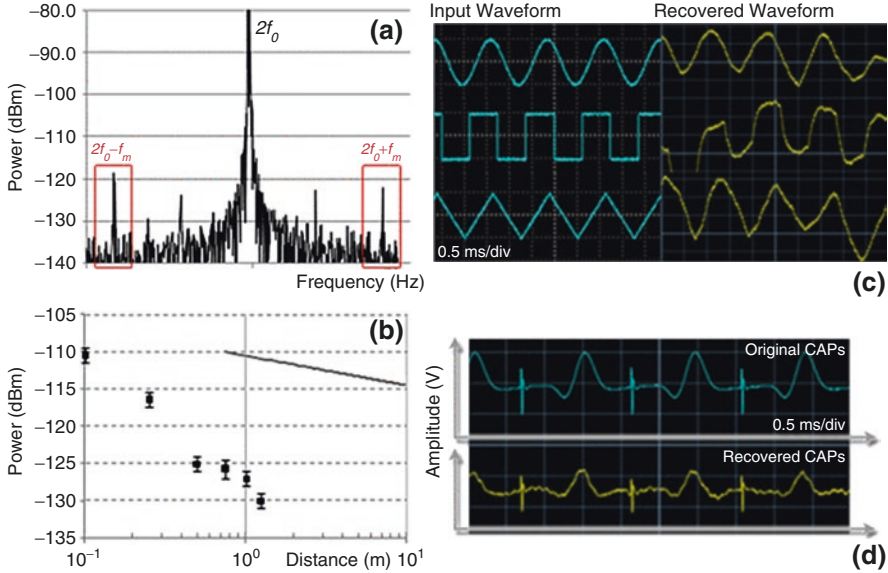 −80.0
−90
−100
−110
−120
−130
−140
Power (dBm)
2f₀
(a)
2f₀−fₘ
2f₀+fₘ
Frequency (Hz)
−105
−110
−115
−120
−125
−130
−135
Power (dBm)
(b)
10⁻¹
10⁰
Distance (m)
10¹
Input Waveform
Recovered Waveform
0.5 ms/div
(c)
Amplitude (V)
Original CAPs
0.5 ms/div
Recovered CAPs
(d)